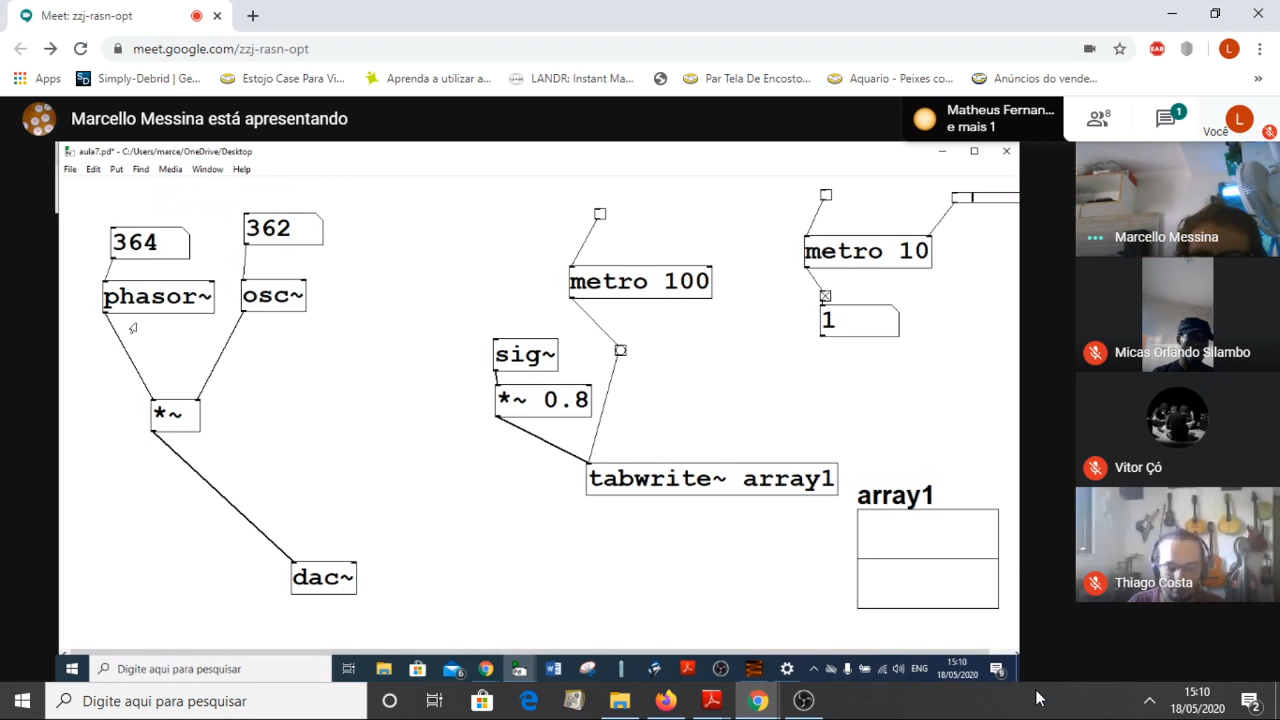 Meet: zzj-rasn-opt
meet.google.com/zzj-rasn-opt
Apps
Simply-Debrid | Ge...
Estojo Case Para Vi...
Aprenda a utilizar a...
LANDR: Instant Ma...
Par Tela De Encosto...
Aquario - Peixes co...
Anúncios do vende...
»
Marcello Messina está apresentando
Matheus Fernan...
e mais 1
8
1
Você
L
aula7.pd* - C:/Users/marce/OneDrive/Desktop
File Edit Put Find Media Window Help
364
362
phasor~
osc~
*~
dac~
metro 100
sig~
*~ 0.8
tabwrite~ array1
metro 10
1
array1
Marcello Messina
Micas Orlando Silambo
Vitor Çó
Thiago Costa
Digite aqui para pesquisar
6
ENG
15:10
18/05/2020
9
Digite aqui para pesquisar
15:10
18/05/2020
2